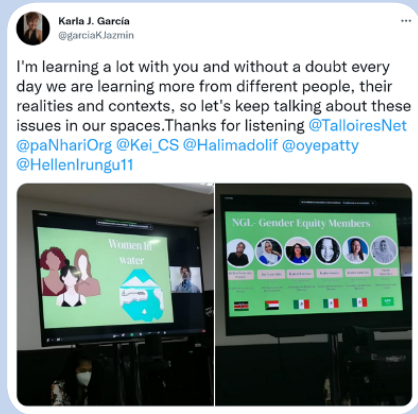 Karla J. García
@garciaKJazmin
I'm learning a lot with you and without a doubt every
day we are learning more from different people, their
realities and contexts, so let's keep talking about these
issues in our spaces.Thanks for listening @TalloiresNet
@paNhariOrg @Kei_CS @Halimadolif @oyepatty
@HellenIrungu11
Women in
water
NGL- Gender Equity Members